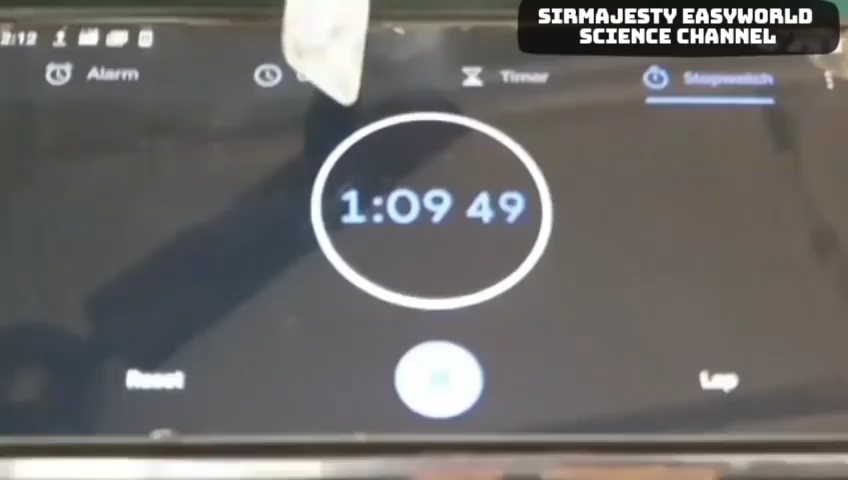 SIRMAJESTY EASYWORLD
SCIENCE CHANNEL
2:12
Alarm
Timer
Stopwatch
1:09 49
Reset
Lap